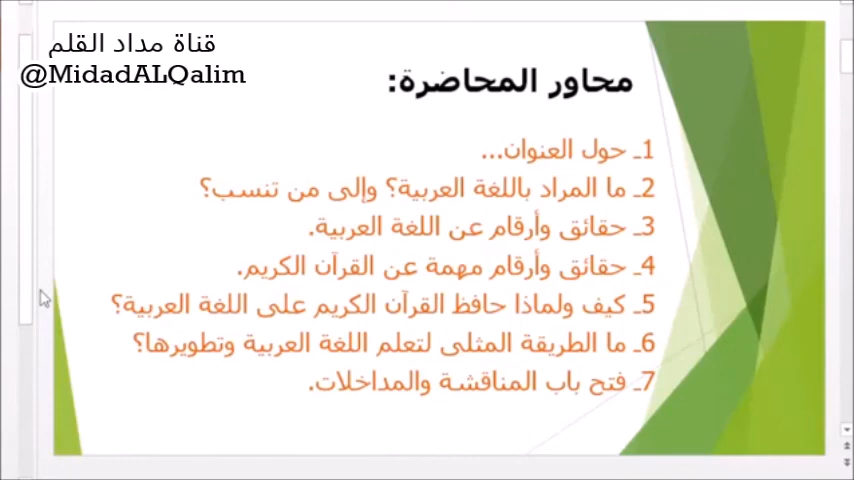 قناة مداد القلم
@MidadALQalim
محاور المحاضرة:
1ـ حول العنوان...
2ـ ما المراد باللغة العربية؟ وإلى من تنسب؟
3ـ حقائق وأرقام عن اللغة العربية.
4ـ حقائق وأرقام مهمة عن القرآن الكريم.
5ـ كيف ولماذا حافظ القرآن الكريم على اللغة العربية؟
6ـ ما الطريقة المثلى لتعلم اللغة العربية وتطويرها؟
7ـ فتح باب المناقشة والمداخلات.